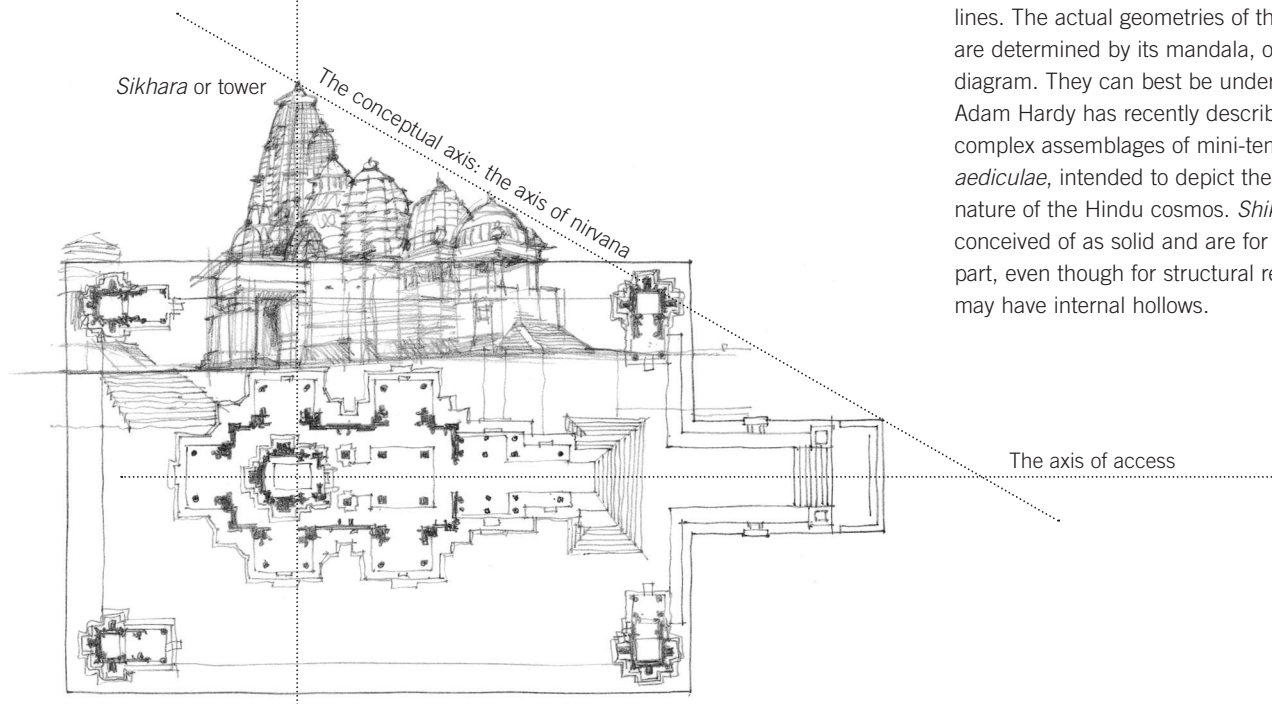 lines. The actual geometries of th
are determined by its mandala, o
diagram. They can best be under
Adam Hardy has recently describ
complex assemblages of mini-ten
aediculae, intended to depict the
nature of the Hindu cosmos. Shi
conceived of as solid and are for
part, even though for structural re
may have internal hollows.
Sikhara or tower
The conceptual axis: the axis of nirvana
The axis of access